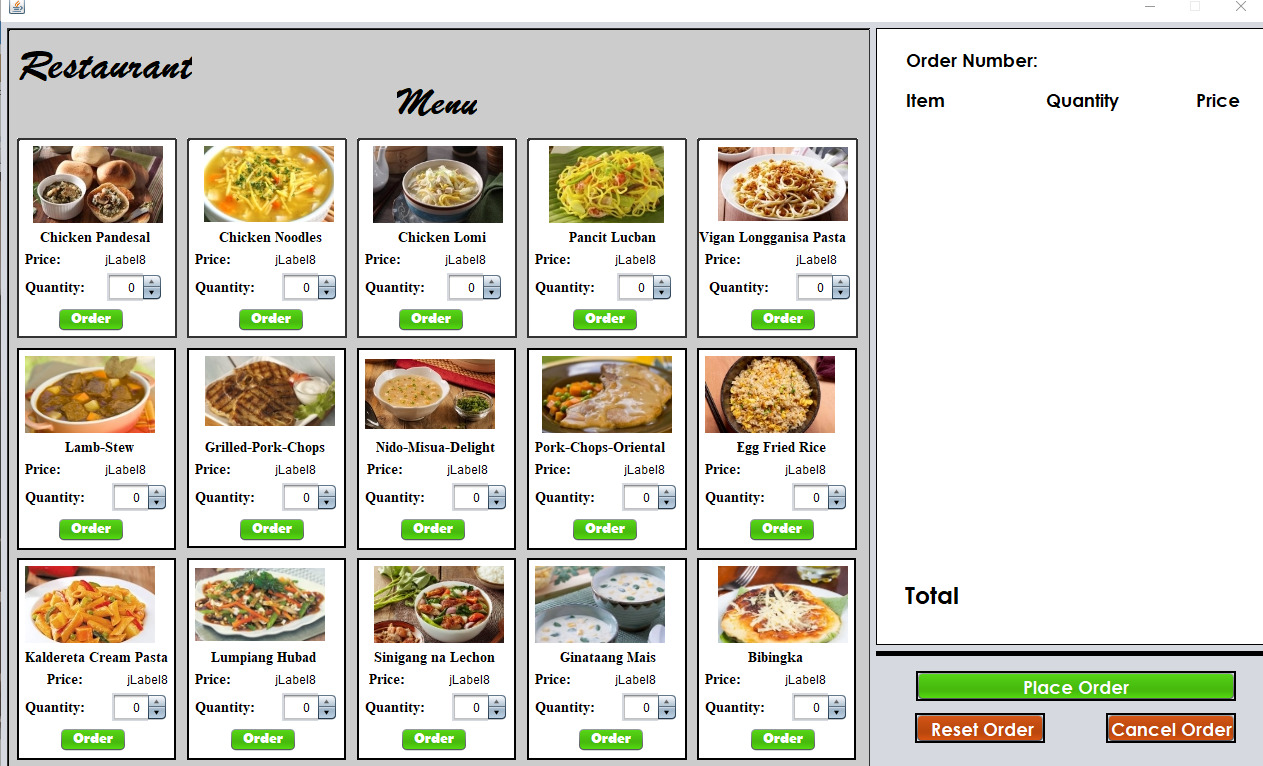 Restaurant
Menu
Chicken Pandesal
Price: jLabel8
Quantity: 0
Order
Chicken Noodles
Price: jLabel8
Quantity: 0
Order
Chicken Lomi
Price: jLabel8
Quantity: 0
Order
Pancit Lucban
Price: jLabel8
Quantity: 0
Order
Vigan Longganisa Pasta
Price: jLabel8
Quantity: 0
Order
Lamb-Stew
Price: jLabel8
Quantity: 0
Order
Grilled-Pork-Chops
Price: jLabel8
Quantity: 0
Order
Nido-Misua-Delight
Price: jLabel8
Quantity: 0
Order
Pork-Chops-Oriental
Price: jLabel8
Quantity: 0
Order
Egg Fried Rice
Price: jLabel8
Quantity: 0
Order
Kaldereta Cream Pasta
Price: jLabel8
Quantity: 0
Order
Lumpiang Hubad
Price: jLabel8
Quantity: 0
Order
Sinigang na Lechon
Price: jLabel8
Quantity: 0
Order
Ginataang Mais
Price: jLabel8
Quantity: 0
Order
Bibingka
Price: jLabel8
Quantity: 0
Order
Order Number:
Item Quantity Price
Total
Place Order
Reset Order Cancel Order